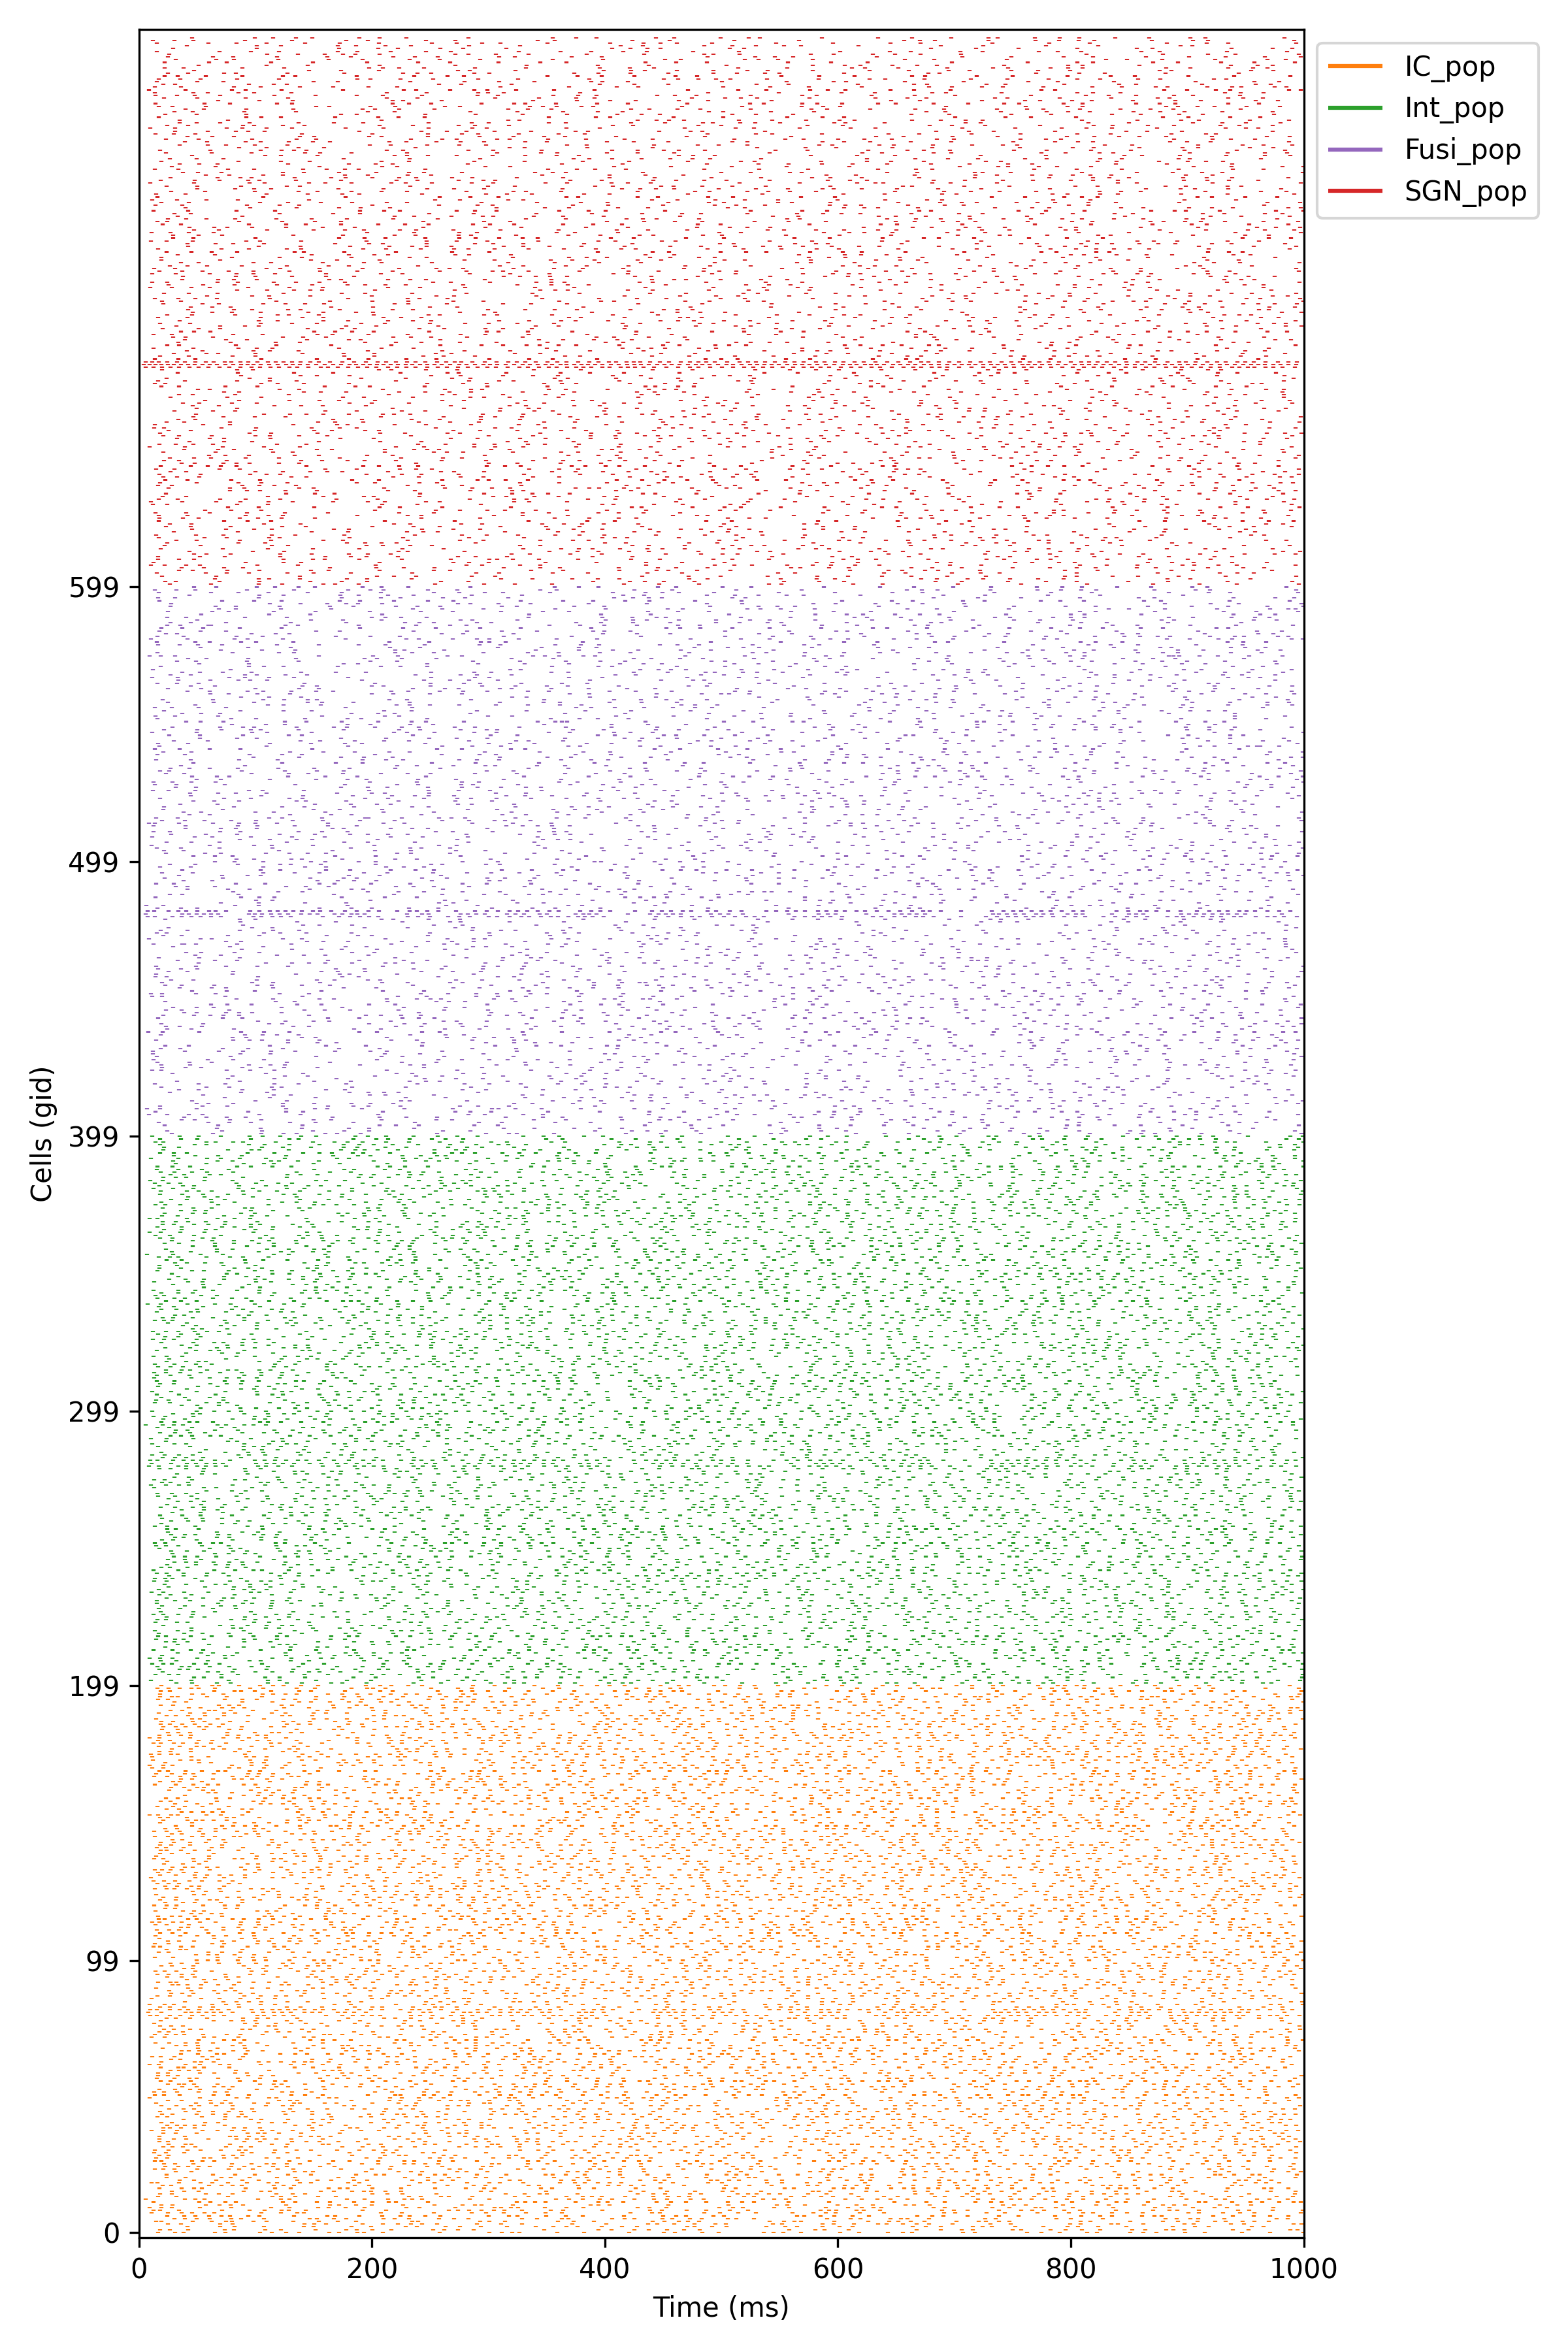 IC_pop
Int_pop
Fusi_pop
SGN_pop
599
499
399
299
199
99
0
Cells (gid)
0 200 400 600 800 1000
Time (ms)